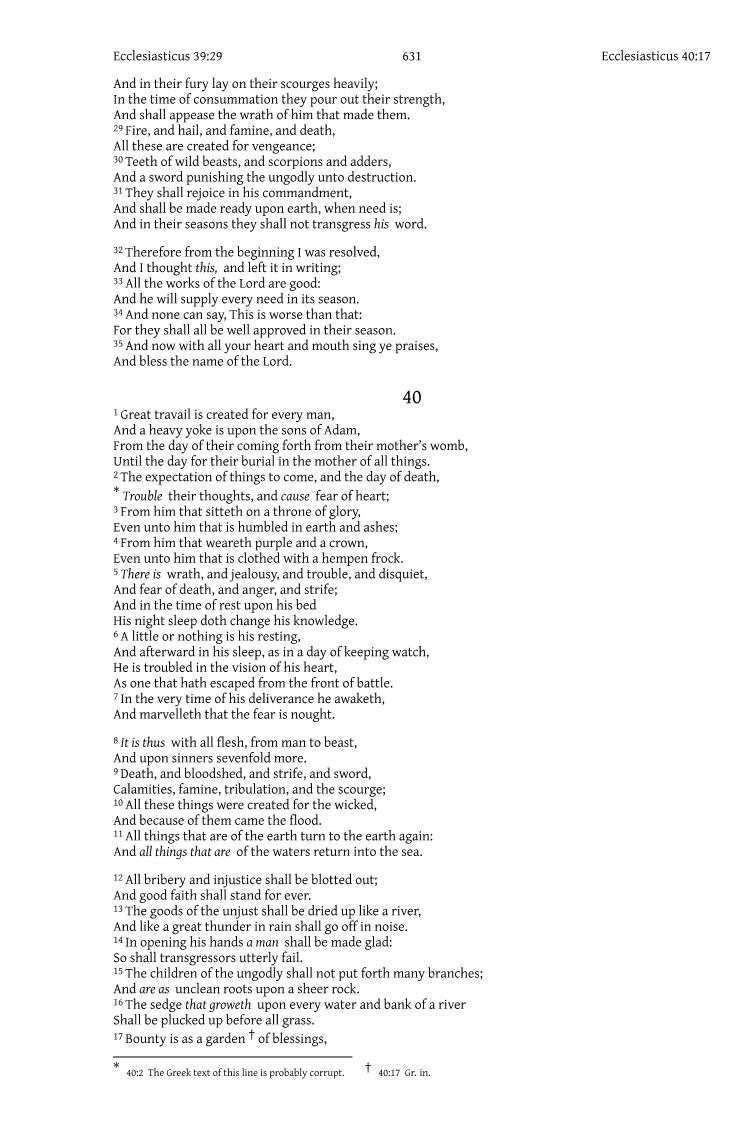 Ecclesiasticus 39:29 631 Ecclesiasticus 40:17
And in their fury lay on their scourges heavily;
In the time of consummation they pour out their strength,
And shall appease the wrath of him that made them.
29 Fire, and hail, and famine, and death,
All these are created for vengeance;
30 Teeth of wild beasts, and scorpions and adders,
And a sword punishing the ungodly unto destruction.
31 They shall rejoice in his commandment,
And shall be made ready upon earth, when need is;
And in their seasons they shall not transgress his word.
32 Therefore from the beginning I was resolved,
And I thought this, and left it in writing;
33 All the works of the Lord are good:
And he will supply every need in its season.
34 And none can say, This is worse than that:
For they shall all be well approved in their season.
35 And now with all your heart and mouth sing ye praises,
And bless the name of the Lord.
40
1 Great travail is created for every man,
And a heavy yoke is upon the sons of Adam,
From the day of their coming forth from their mother’s womb,
Until the day for their burial in the mother of all things.
2 The expectation of things to come, and the day of death,
* Trouble their thoughts, and cause fear of heart;
3 From him that sitteth on a throne of glory,
Even unto him that is humbled in earth and ashes;
4 From him that weareth purple and a crown,
Even unto him that is clothed with a hempen frock.
5 There is wrath, and jealousy, and trouble, and disquiet,
And fear of death, and anger, and strife;
And in the time of rest upon his bed
His night sleep doth change his knowledge.
6 A little or nothing is his resting,
And afterward in his sleep, as in a day of keeping watch,
He is troubled in the vision of his heart,
As one that hath escaped from the front of battle.
7 In the very time of his deliverance he awaketh,
And marvelleth that the fear is nought.
8 It is thus with all flesh, from man to beast,
And upon sinners sevenfold more.
9 Death, and bloodshed, and strife, and sword,
Calamities, famine, tribulation, and the scourge;
10 All these things were created for the wicked,
And because of them came the flood.
11 All things that are of the earth turn to the earth again:
And all things that are of the waters return into the sea.
12 All bribery and injustice shall be blotted out;
And good faith shall stand for ever.
13 The goods of the unjust shall be dried up like a river,
And like a great thunder in rain shall go off in noise.
14 In opening his hands a man shall be made glad:
So shall transgressors utterly fail.
15 The children of the ungodly shall not put forth many branches;
And are as unclean roots upon a sheer rock.
16 The sedge that groweth upon every water and bank of a river
Shall be plucked up before all grass.
17 Bounty is as a garden † of blessings,
* 40:2 The Greek text of this line is probably corrupt. † 40:17 Gr. in.